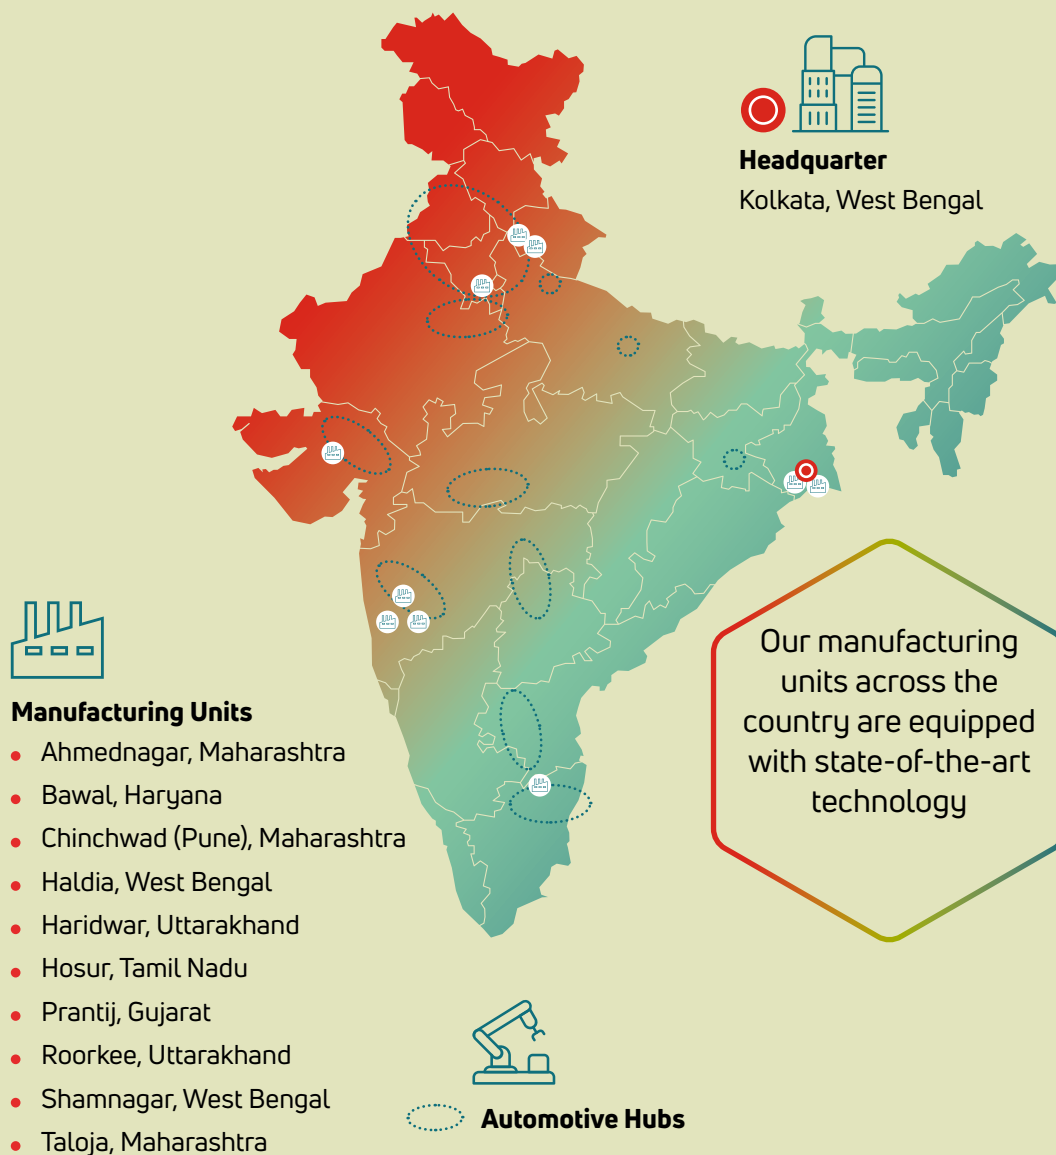 Headquarter
Kolkata, West Bengal
Our manufacturing
units across the
country are equipped
with state-of-the-art
technology
Manufacturing Units
Ahmednagar, Maharashtra
Bawal, Haryana
Chinchwad (Pune), Maharashtra
Haldia, West Bengal
Haridwar, Uttarakhand
Hosur, Tamil Nadu
Prantij, Gujarat
Roorkee, Uttarakhand
Shamnagar, West Bengal
Taloja, Maharashtra
Automotive Hubs